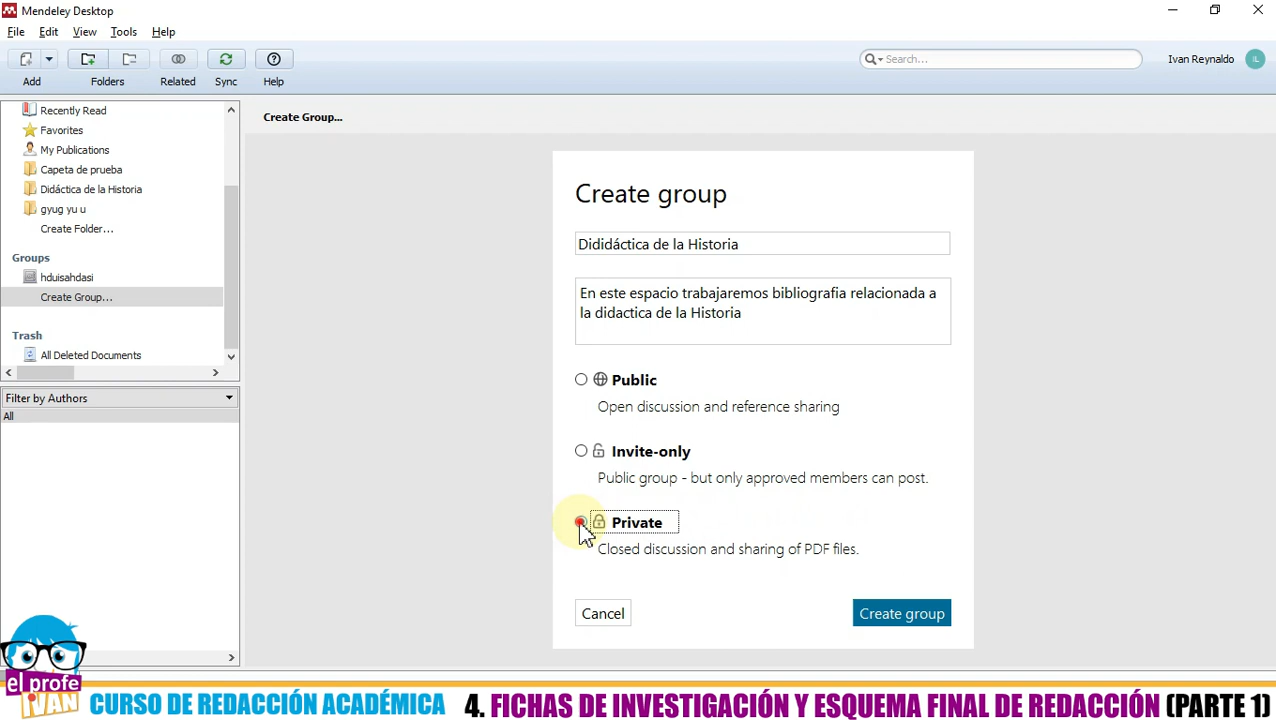 Mendeley Desktop
File Edit View Tools Help
Search...
Ivan Reynaldo IL
Add Folders Related Sync Help
Recently Read
Favorites
My Publications
Capeta de prueba
Didáctica de la Historia
gyug yu u
Create Folder...
Groups
hduisahdasi
Create Group...
Trash
All Deleted Documents
Filter by Authors
All
Create Group...
Create group
Dididáctica de la Historia
En este espacio trabajaremos bibliografia relacionada a
la didactica de la Historia
Public
Open discussion and reference sharing
Invite-only
Public group - but only approved members can post.
Private
Closed discussion and sharing of PDF files.
Cancel Create group
el profe
IVAN
CURSO DE REDACCIÓN ACADÉMICA 4. FICHAS DE INVESTIGACIÓN Y ESQUEMA FINAL DE REDACCIÓN (PARTE 1)